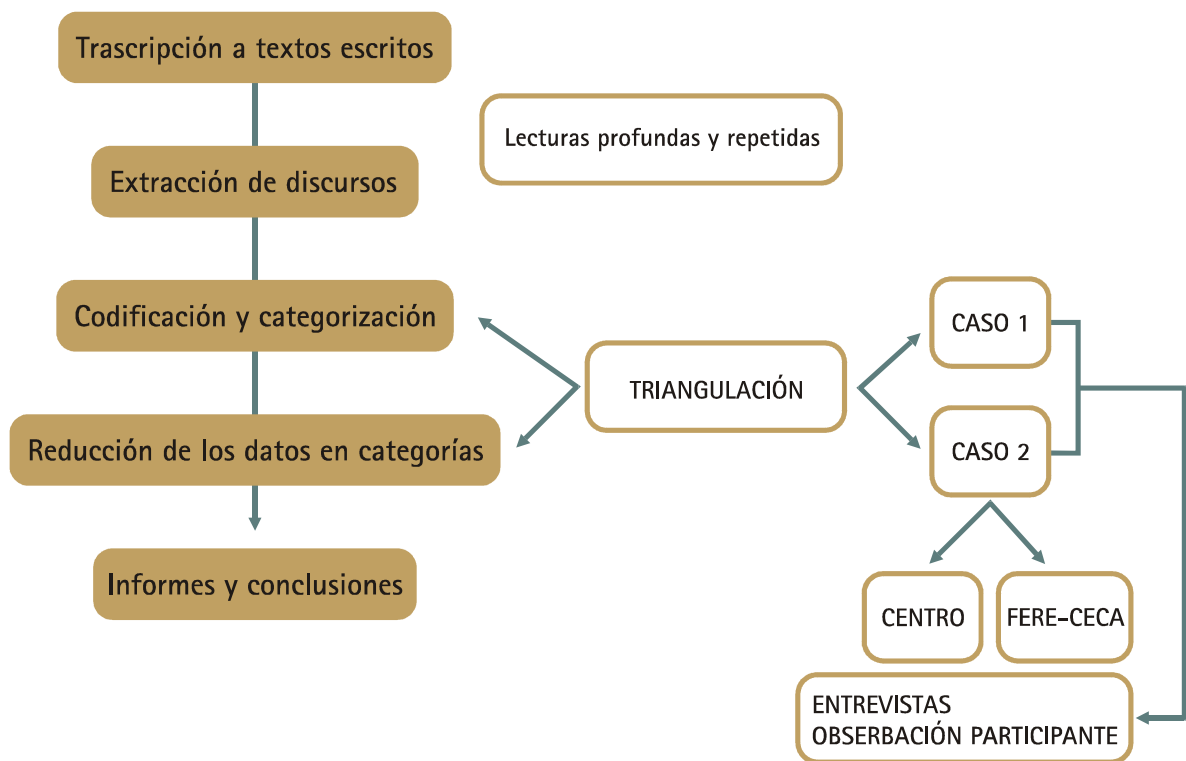 Trascripción a textos escritos
Lecturas profundas y repetidas
Extracción de discursos
Codificación y categorización
CASO 1
TRIANGULACIÓN
Reducción de los datos en categorías
CASO 2
Informes y conclusiones
CENTRO
FERE-CECA
ENTREVISTAS
OBSERBACIÓN PARTICIPANTE